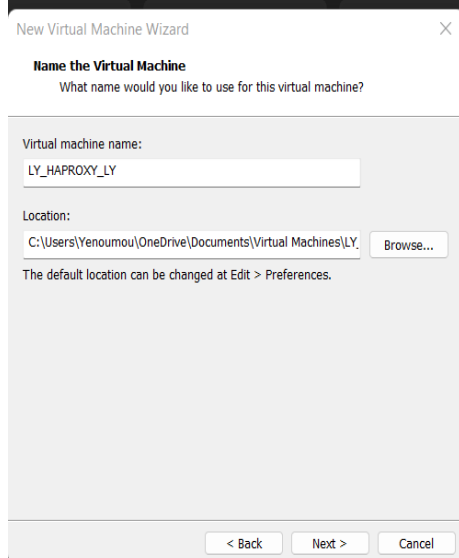 New Virtual Machine Wizard
Name the Virtual Machine
What name would you like to use for this virtual machine?
Virtual machine name:
LY_HAPROXY_LY
Location:
C:\Users\Yenoumou\OneDrive\Documents\Virtual Machines\LY_
Browse...
The default location can be changed at Edit > Preferences.
< Back
Next >
Cancel